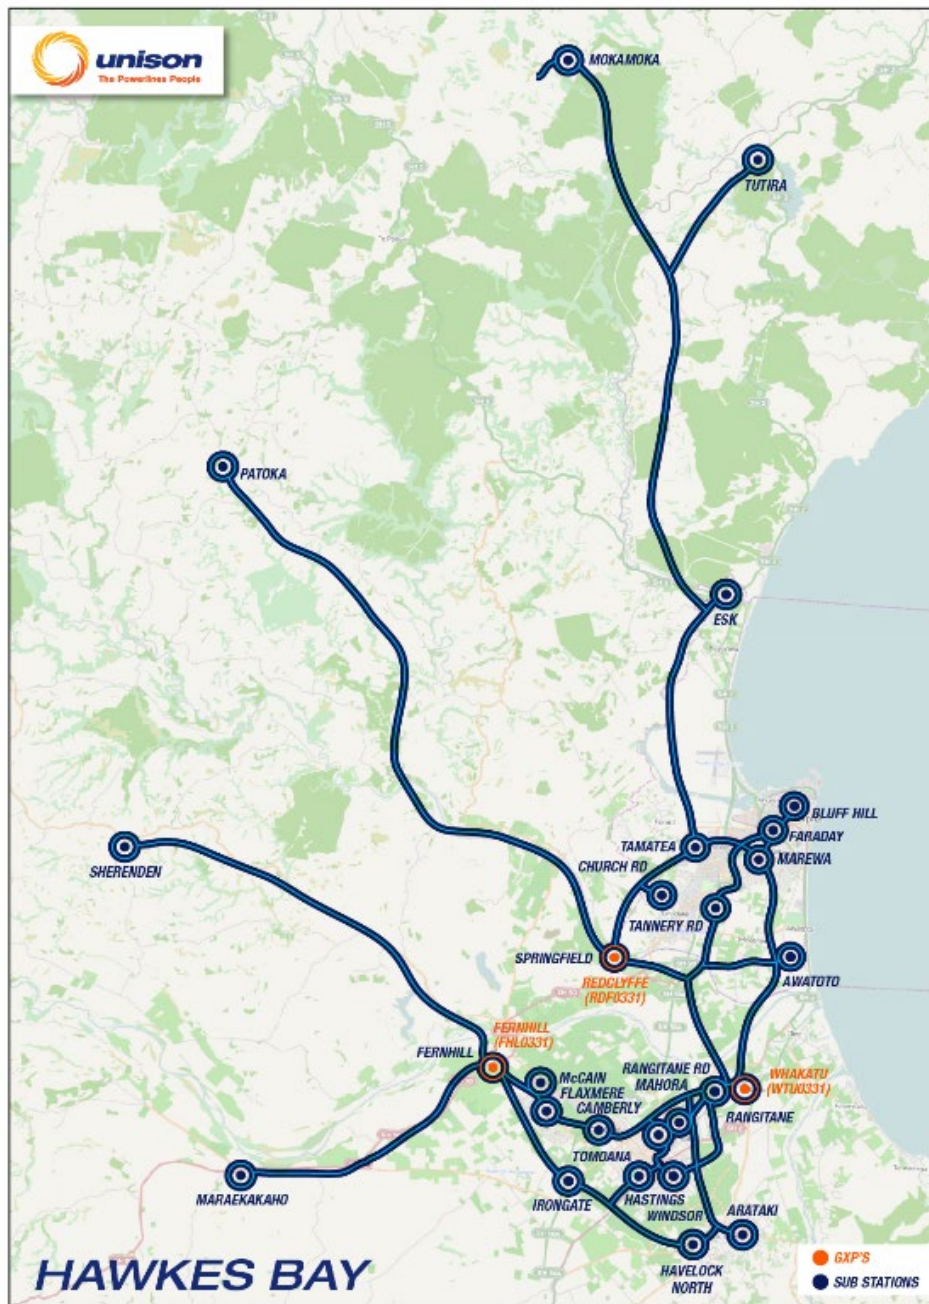 unison
The Powerlines People
MOKAMOKA
TUTIRA
PATOKA
ESK
BLUFF HILL
FARADAY
TAMATEA
MAREWA
CHURCH RD
SHERENDEN
TANNERY RD
SPRINGFIELD
AWATOTO
REDCLYFFE
(RDF0331)
FERNHILL
(FHL0331)
FERNHILL
RANGITANE RD
WHAKATU
(WTU0331)
McCAIN
MAHORA
FLAXMERE
CAMBERLY
RANGITANE
TOMOANA
MARAEKAKAHO
IRONGATE
HASTINGS
WINDSOR
ARATAKI
HAVELOCK
NORTH
HAWKES BAY
GXP'S
SUB STATIONS